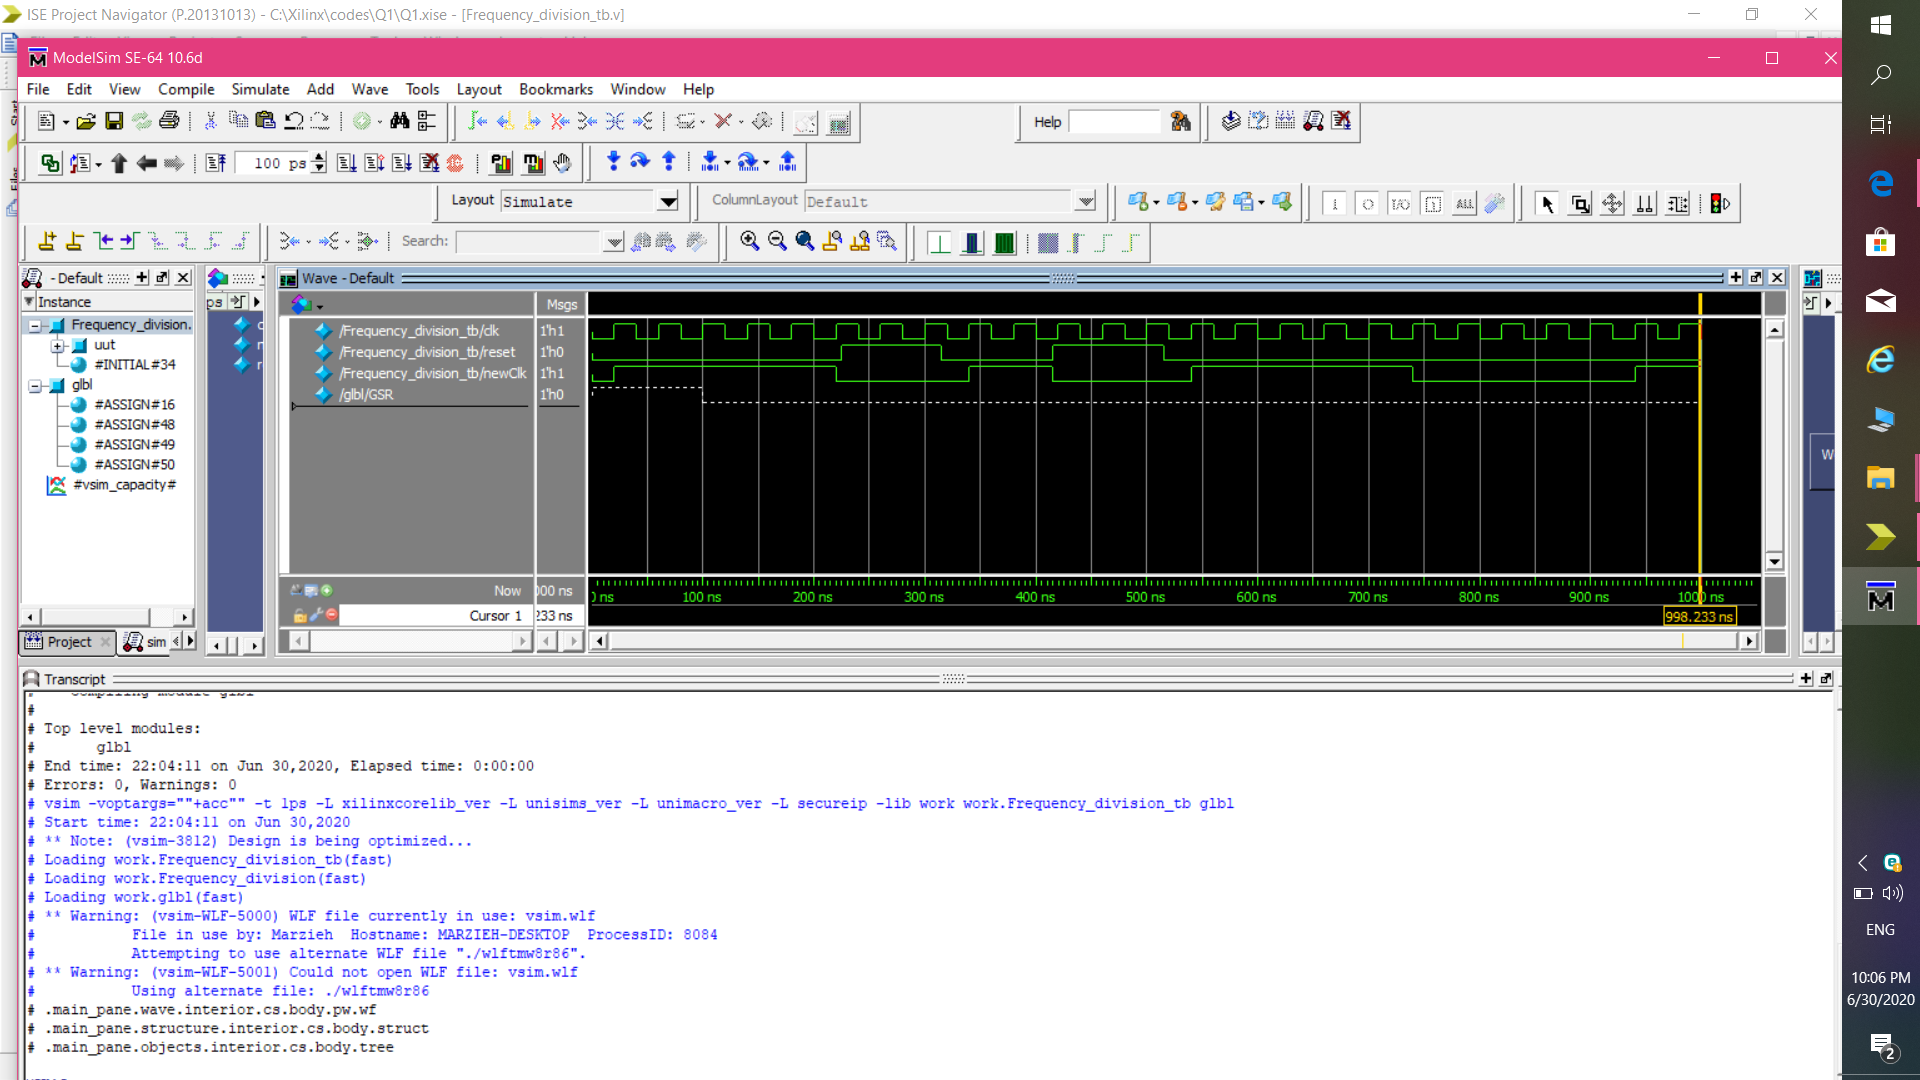 ISE Project Navigator (P.20131013) - C:\Xilinx\codes\Q1\Q1.xise - [Frequency_division_tb.v]
ModelSim SE-64 10.6d
File Edit View Compile Simulate Add Wave Tools Layout Bookmarks Window Help
Help
100 ps
Layout Simulate
ColumnLayout Default
ALL
Search:
- Default
Instance
Frequency_division.
uut
#INITIAL#34
glbl
#ASSIGN#16
#ASSIGN#48
#ASSIGN#49
#ASSIGN#50
#vsim_capacity#
Project
sim
ps
Wave - Default
Msgs
/Frequency_division_tb/clk 1'h1
/Frequency_division_tb/reset 1'h0
/Frequency_division_tb/newClk 1'h1
/glbl/GSR 1'h0
Now 000 ns
Cursor 1 233 ns
ns 100 ns 200 ns 300 ns 400 ns 500 ns 600 ns 700 ns 800 ns 900 ns 1000 ns
998.233 ns
W
Transcript
# Compiling module glbl
#
# Top level modules:
# glbl
# End time: 22:04:11 on Jun 30,2020, Elapsed time: 0:00:00
# Errors: 0, Warnings: 0
# vsim -voptargs=""+acc"" -t 1ps -L xilinxcorelib_ver -L unisims_ver -L unimacro_ver -L secureip -lib work work.Frequency_division_tb glbl
# Start time: 22:04:11 on Jun 30,2020
# ** Note: (vsim-3812) Design is being optimized...
# Loading work.Frequency_division_tb(fast)
# Loading work.Frequency_division(fast)
# Loading work.glbl(fast)
# ** Warning: (vsim-WLF-5000) WLF file currently in use: vsim.wlf
# File in use by: Marzieh Hostname: MARZIEH-DESKTOP ProcessID: 8084
# Attempting to use alternate WLF file "./wlftmw8r86".
# ** Warning: (vsim-WLF-5001) Could not open WLF file: vsim.wlf
# Using alternate file: ./wlftmw8r86
# .main_pane.wave.interior.cs.body.pw.wf
# .main_pane.structure.interior.cs.body.struct
# .main_pane.objects.interior.cs.body.tree
ENG
10:06 PM
6/30/2020
2